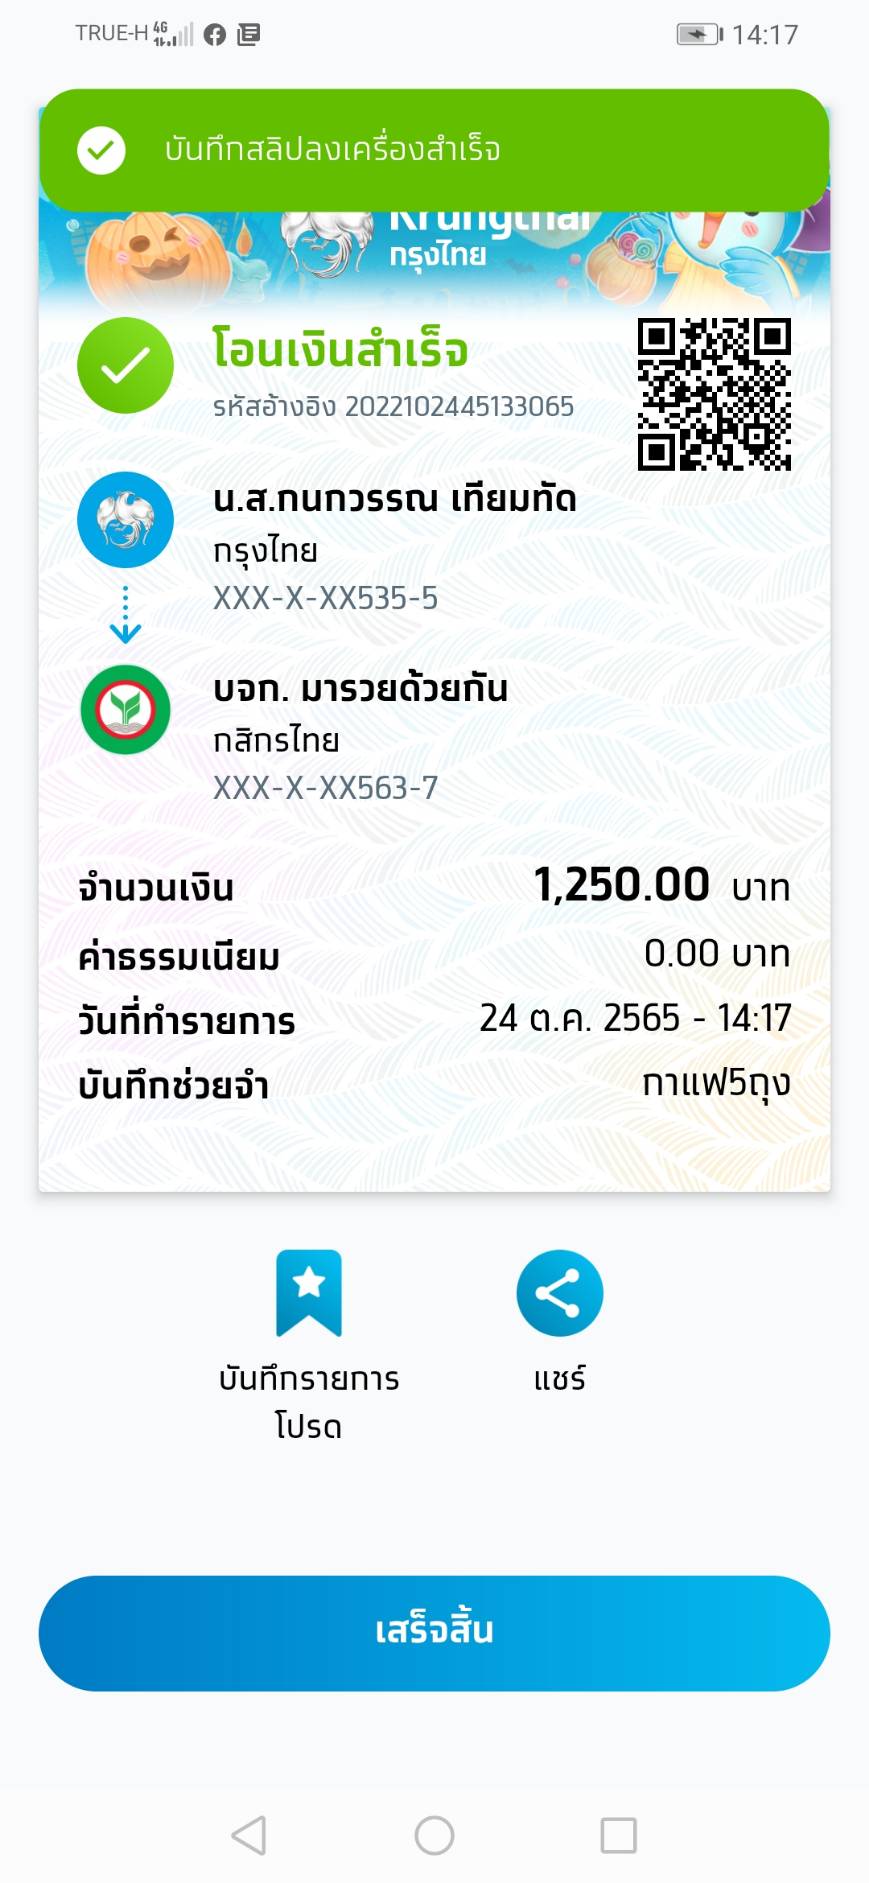 TRUE-H 4G 14:17
บันทึกสลิปลงเครื่องสำเร็จ
Krungthai
กรุงไทย
โอนเงินสำเร็จ
รหัสอ้างอิง 2022102445133065
น.ส.กนกวรรณ เทียมทัด
กรุงไทย
XXX-X-XX535-5
บจก. มารวยด้วยกัน
กสิกรไทย
XXX-X-XX563-7
จำนวนเงิน 1,250.00 บาท
ค่าธรรมเนียม 0.00 บาท
วันที่ทำรายการ 24 ต.ค. 2565 - 14:17
บันทึกช่วยจำ กาแฟ5ถุง
บันทึกรายการ
โปรด
แชร์
เสร็จสิ้น